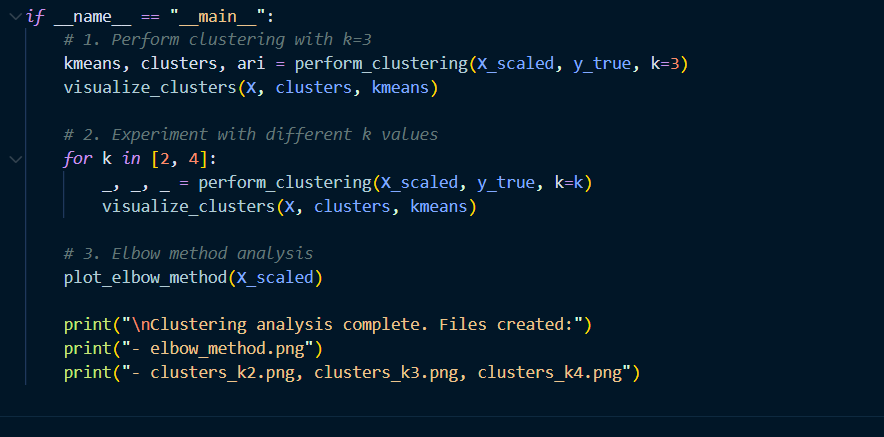 if __name__ == "__main__":
    # 1. Perform clustering with k=3
    kmeans, clusters, ari = perform_clustering(X_scaled, y_true, k=3)
    visualize_clusters(X, clusters, kmeans)

    # 2. Experiment with different k values
    for k in [2, 4]:
        _, _, _ = perform_clustering(X_scaled, y_true, k=k)
        visualize_clusters(X, clusters, kmeans)

    # 3. Elbow method analysis
    plot_elbow_method(X_scaled)

    print("\nClustering analysis complete. Files created:")
    print("- elbow_method.png")
    print("- clusters_k2.png, clusters_k3.png, clusters_k4.png")